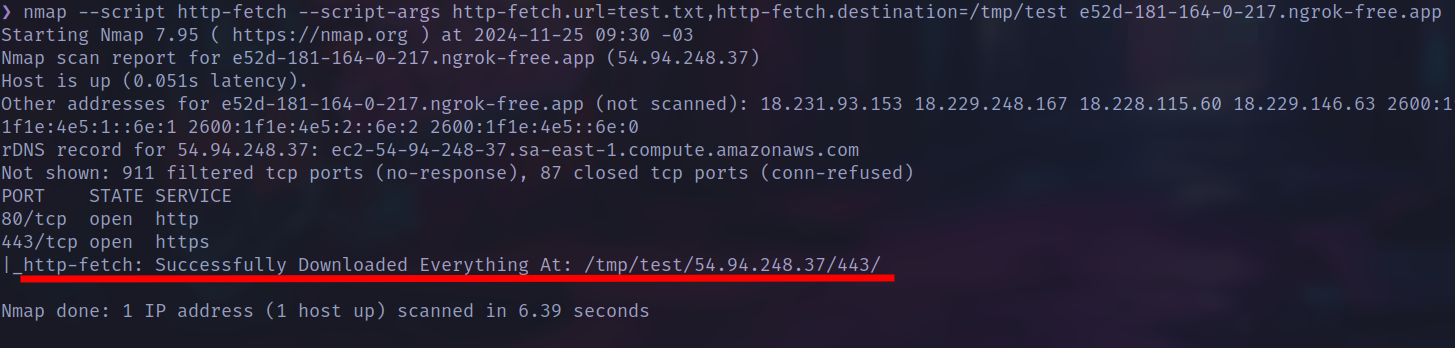 ❯ nmap --script http-fetch --script-args http-fetch.url=test.txt,http-fetch.destination=/tmp/test e52d-181-164-0-217.ngrok-free.app
Starting Nmap 7.95 ( https://nmap.org ) at 2024-11-25 09:30 -03
Nmap scan report for e52d-181-164-0-217.ngrok-free.app (54.94.248.37)
Host is up (0.051s latency).
Other addresses for e52d-181-164-0-217.ngrok-free.app (not scanned): 18.231.93.153 18.229.248.167 18.228.115.60 18.229.146.63 2600:1
1f1e:4e5:1::6e:1 2600:1f1e:4e5:2::6e:2 2600:1f1e:4e5::6e:0
rDNS record for 54.94.248.37: ec2-54-94-248-37.sa-east-1.compute.amazonaws.com
Not shown: 911 filtered tcp ports (no-response), 87 closed tcp ports (conn-refused)
PORT    STATE SERVICE
80/tcp  open  http
443/tcp open  https
|_http-fetch: Successfully Downloaded Everything At: /tmp/test/54.94.248.37/443/
Nmap done: 1 IP address (1 host up) scanned in 6.39 seconds